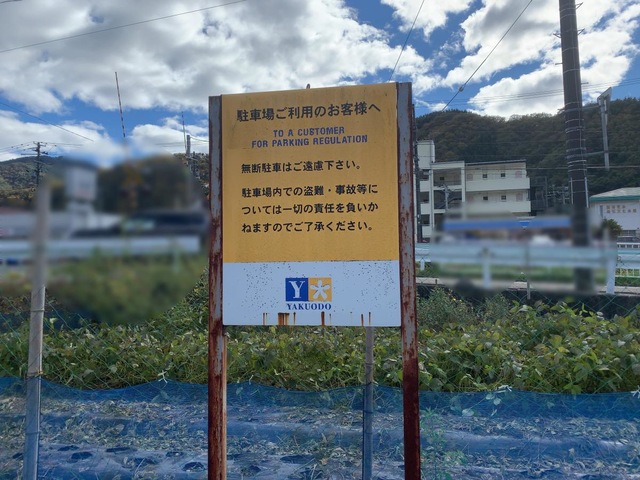 駐車場ご利用のお客様へ
TO A CUSTOMER
FOR PARKING REGULATION
無断駐車はご遠慮下さい。
駐車場内での盗難・事故等に
ついては一切の責任を負いか
ねますのでご了承ください。
Y
YAKUODO